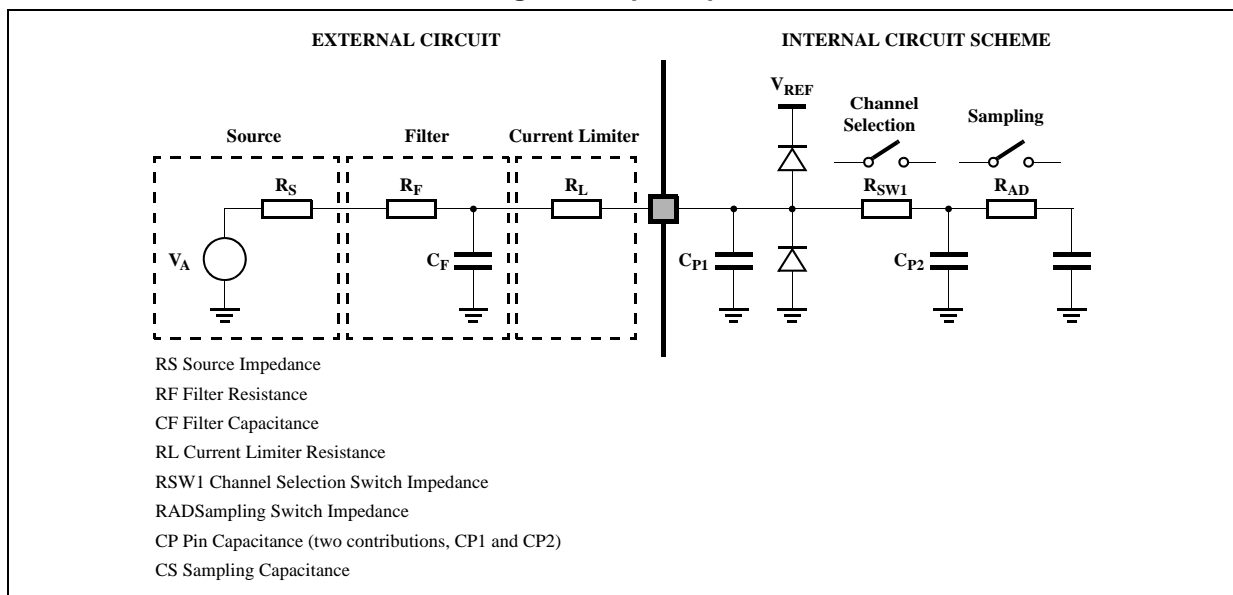 EXTERNAL CIRCUIT
INTERNAL CIRCUIT SCHEME
VREF
Channel
Selection
Sampling
Source
Filter
Current Limiter
RS
RF
RL
RSW1
RAD
VA
CF
CP1
CP2
RS Source Impedance
RF Filter Resistance
CF Filter Capacitance
RL Current Limiter Resistance
RSW1 Channel Selection Switch Impedance
RADSampling Switch Impedance
CP Pin Capacitance (two contributions, CP1 and CP2)
CS Sampling Capacitance